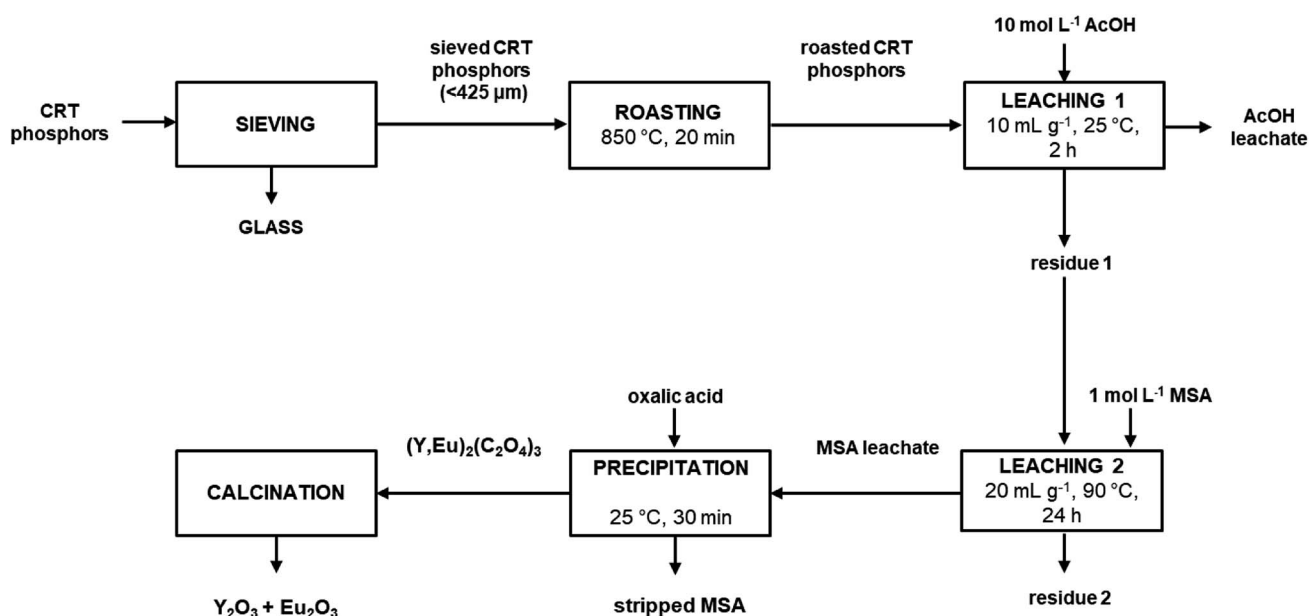 CRT
phosphors
SIEVING
GLASS
sieved CRT
phosphors
(<425 µm)
ROASTING
850 °C, 20 min
roasted CRT
phosphors
10 mol L⁻¹ AcOH
LEACHING 1
10 mL g⁻¹, 25 °C,
2 h
AcOH
leachate
residue 1
1 mol L⁻¹ MSA
LEACHING 2
20 mL g⁻¹, 90 °C,
24 h
residue 2
MSA leachate
oxalic acid
PRECIPITATION
25 °C, 30 min
stripped MSA
(Y,Eu)₂(C₂O₄)₃
CALCINATION
Y₂O₃ + Eu₂O₃